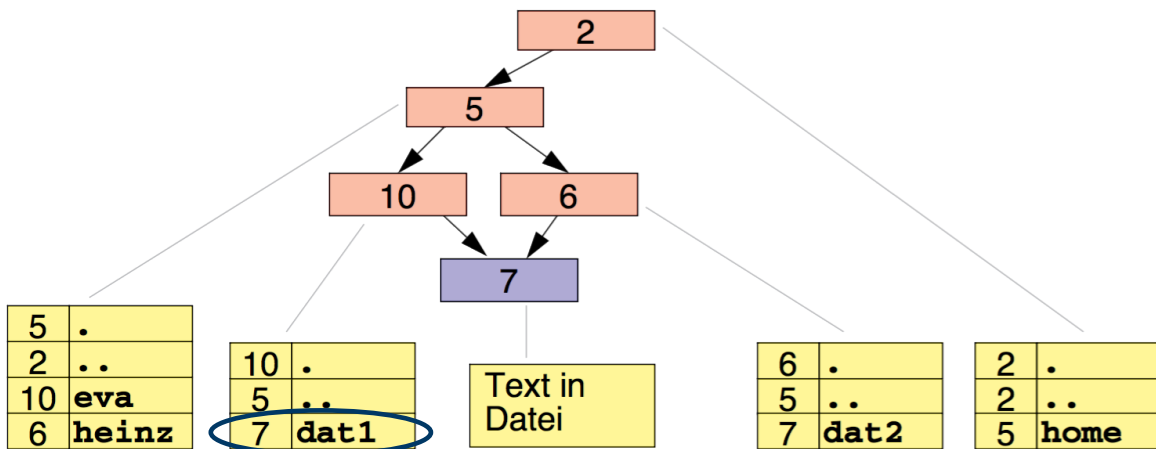 2
5
10 6
7
5 .
2 ..
10 eva
6 heinz
10 .
5 ..
7 dat1
Text in
Datei
6 .
5 ..
7 dat2
2 .
2 ..
5 home